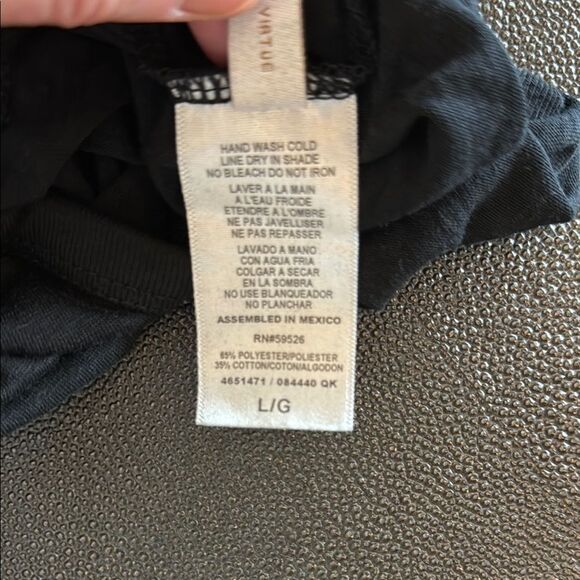 VIRTUE
HAND WASH COLD
LINE DRY IN SHADE
NO BLEACH DO NOT IRON
LAVER A LA MAIN
A L'EAU FROIDE
ETENDRE A L'OMBRE
NE PAS JAVELLISER
NE PAS REPASSER
LAVADO A MANO
CON AGUA FRIA
COLGAR A SECAR
EN LA SOMBRA
NO USE BLANQUEADOR
NO PLANCHAR
ASSEMBLED IN MEXICO
RN#59526
65% POLYESTER/POLIESTER
35% COTTON/COTON/ALGODON
4651471 / 084440 QK
L/G